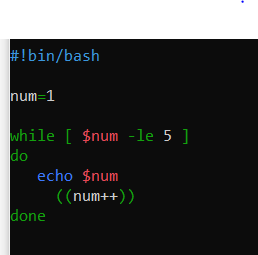 #!bin/bash
num=1
while [ $num -le 5 ]
do
echo $num
((num++))
done